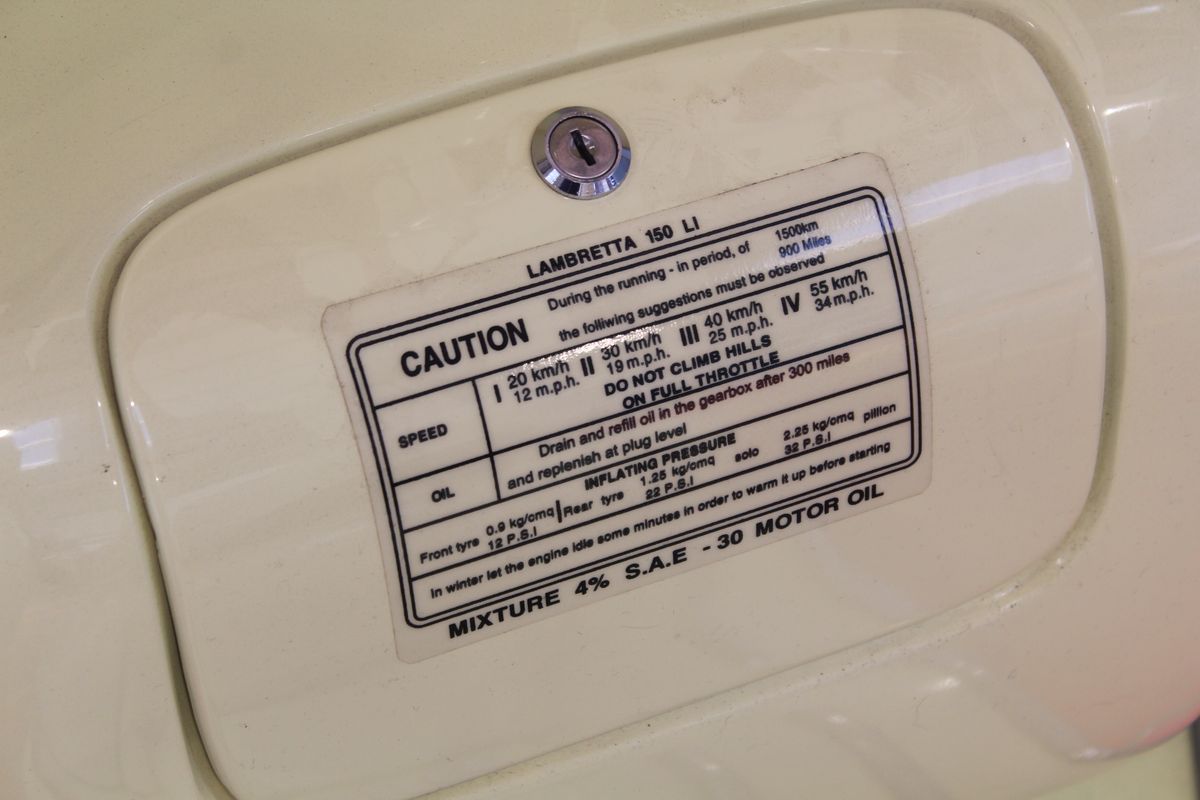 LAMBRETTA 150 LI
CAUTION During the running - in period, of 1500km
900 Miles
the folliwing suggestions must be observed
SPEED I 20 km/h II 30 km/h III 40 km/h IV 55 km/h
12 m.p.h. 19 m.p.h. 25 m.p.h. 34 m.p.h.
DO NOT CLIMB HILLS
ON FULL THROTTLE
OIL Drain and refill oil in the gearbox after 300 miles
and replenish at plug level
INFLATING PRESSURE
Front tyre 0.9 kg/cmq Rear tyre 1.25 kg/cmq solo 2.25 kg/cmq pillion
12 P.S.I 22 P.S.I 32 P.S.I
In winter let the engine idle some minutes in order to warm it up before starting
MIXTURE 4% S.A.E - 30 MOTOR OIL